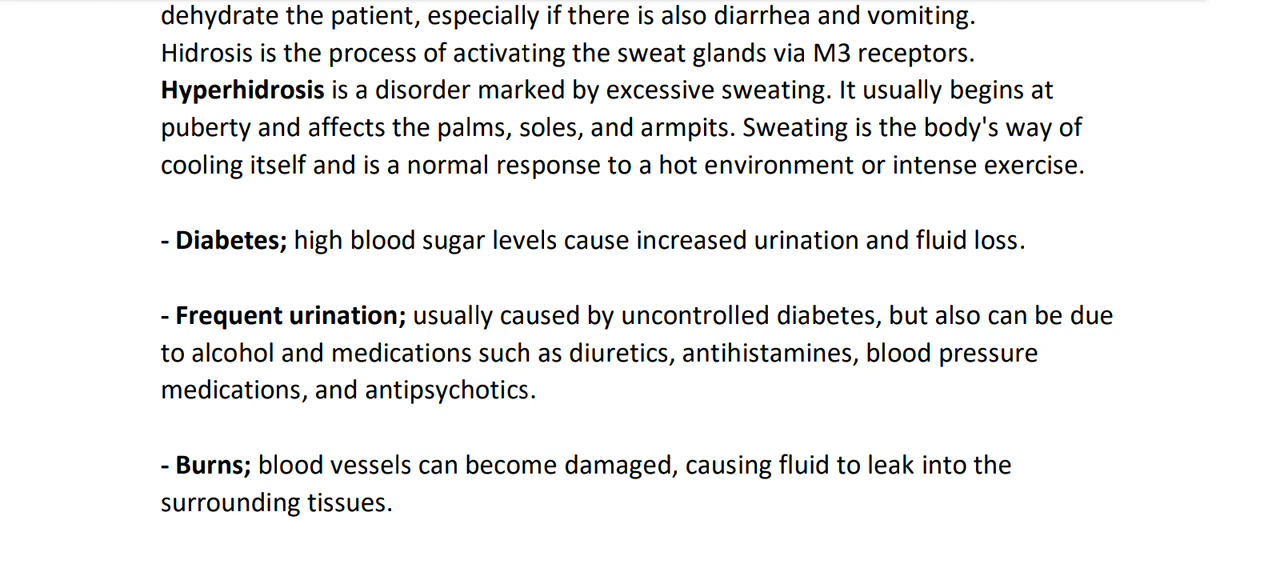 dehydrate the patient, especially if there is also diarrhea and vomiting.
Hidrosis is the process of activating the sweat glands via M3 receptors.
Hyperhidrosis is a disorder marked by excessive sweating. It usually begins at
puberty and affects the palms, soles, and armpits. Sweating is the body's way of
cooling itself and is a normal response to a hot environment or intense exercise.
- Diabetes; high blood sugar levels cause increased urination and fluid loss.
- Frequent urination; usually caused by uncontrolled diabetes, but also can be due
to alcohol and medications such as diuretics, antihistamines, blood pressure
medications, and antipsychotics.
- Burns; blood vessels can become damaged, causing fluid to leak into the
surrounding tissues.